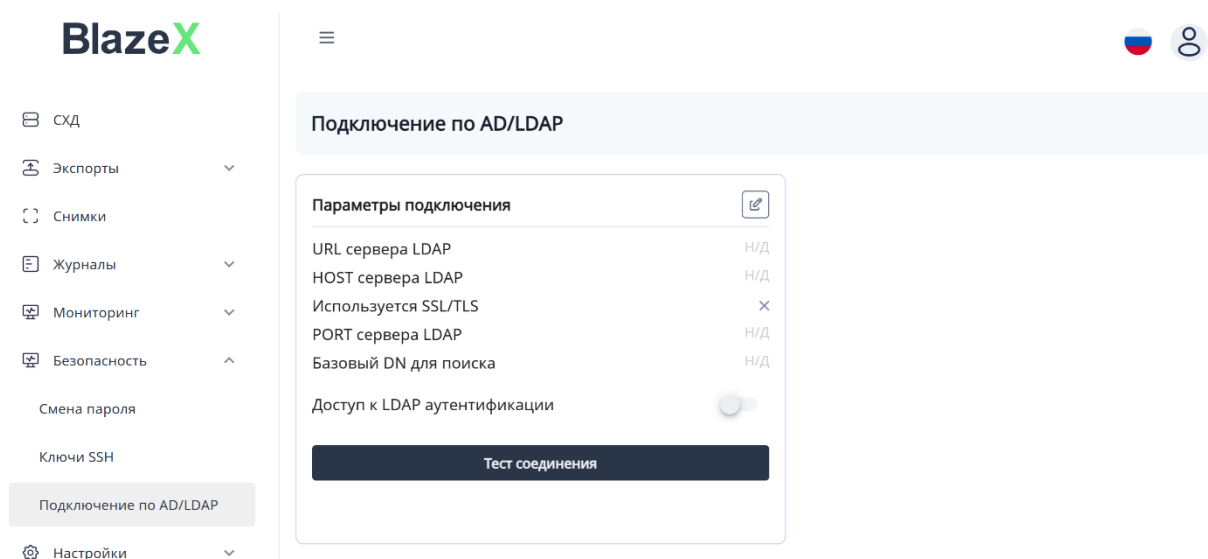 BlazeX
СХД
Экспорты
Снимки
Журналы
Мониторинг
Безопасность
Смена пароля
Ключи SSH
Подключение по AD/LDAP
Настройки
Подключение по AD/LDAP
Параметры подключения
URL сервера LDAP Н/Д
HOST сервера LDAP Н/Д
Используется SSL/TLS
PORT сервера LDAP Н/Д
Базовый DN для поиска Н/Д
Доступ к LDAP аутентификации
Тест соединения